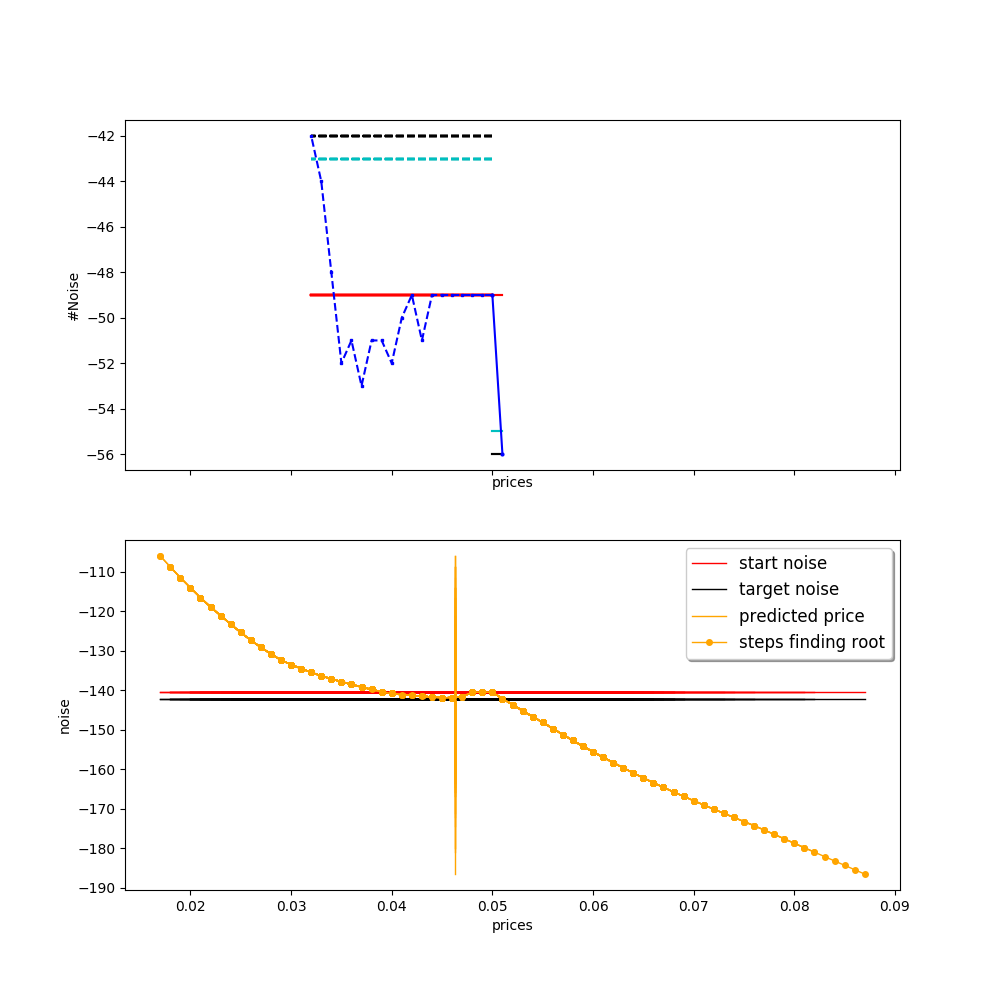 −42
−44
−46
−48
−50
−52
−54
−56
#Noise
prices
−110
−120
−130
−140
−150
−160
−170
−180
−190
noise
start noise
target noise
predicted price
steps finding root
0.02 0.03 0.04 0.05 0.06 0.07 0.08 0.09
prices